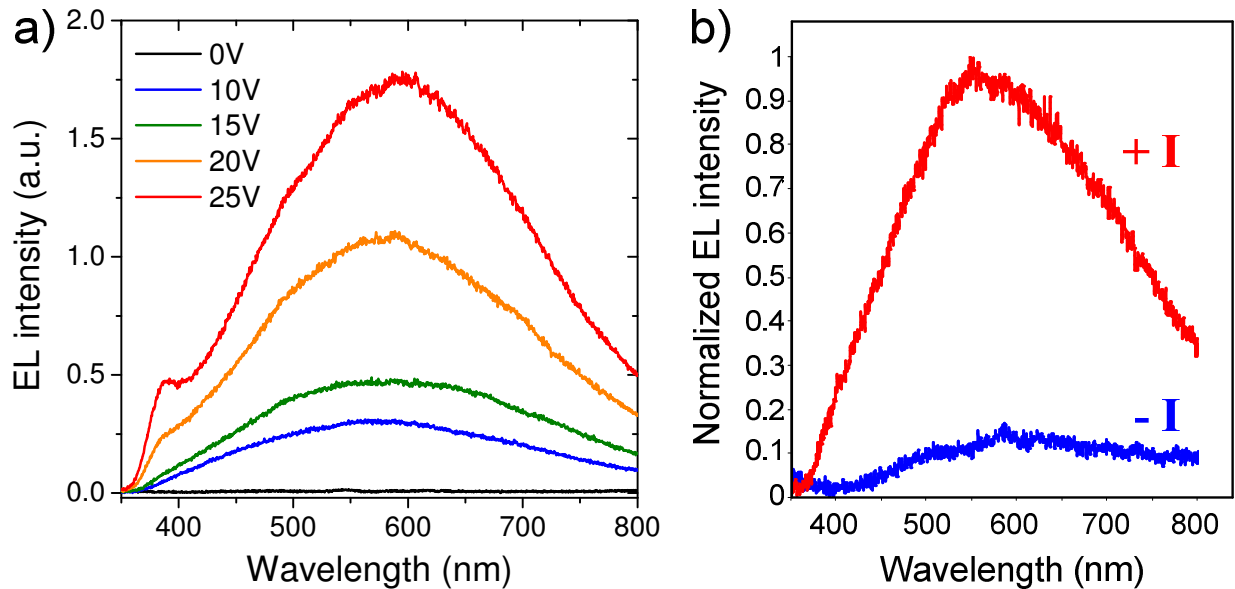 a)
0V
10V
15V
20V
25V
2.0
1.5
1.0
0.5
0.0
EL intensity (a.u.)
400 500 600 700 800
Wavelength (nm)
b)
1
0.9
0.8
0.7
0.6
0.5
0.4
0.3
0.2
0.1
0
Normalized EL intensity
+ I
- I
400 500 600 700 800
Wavelength (nm)